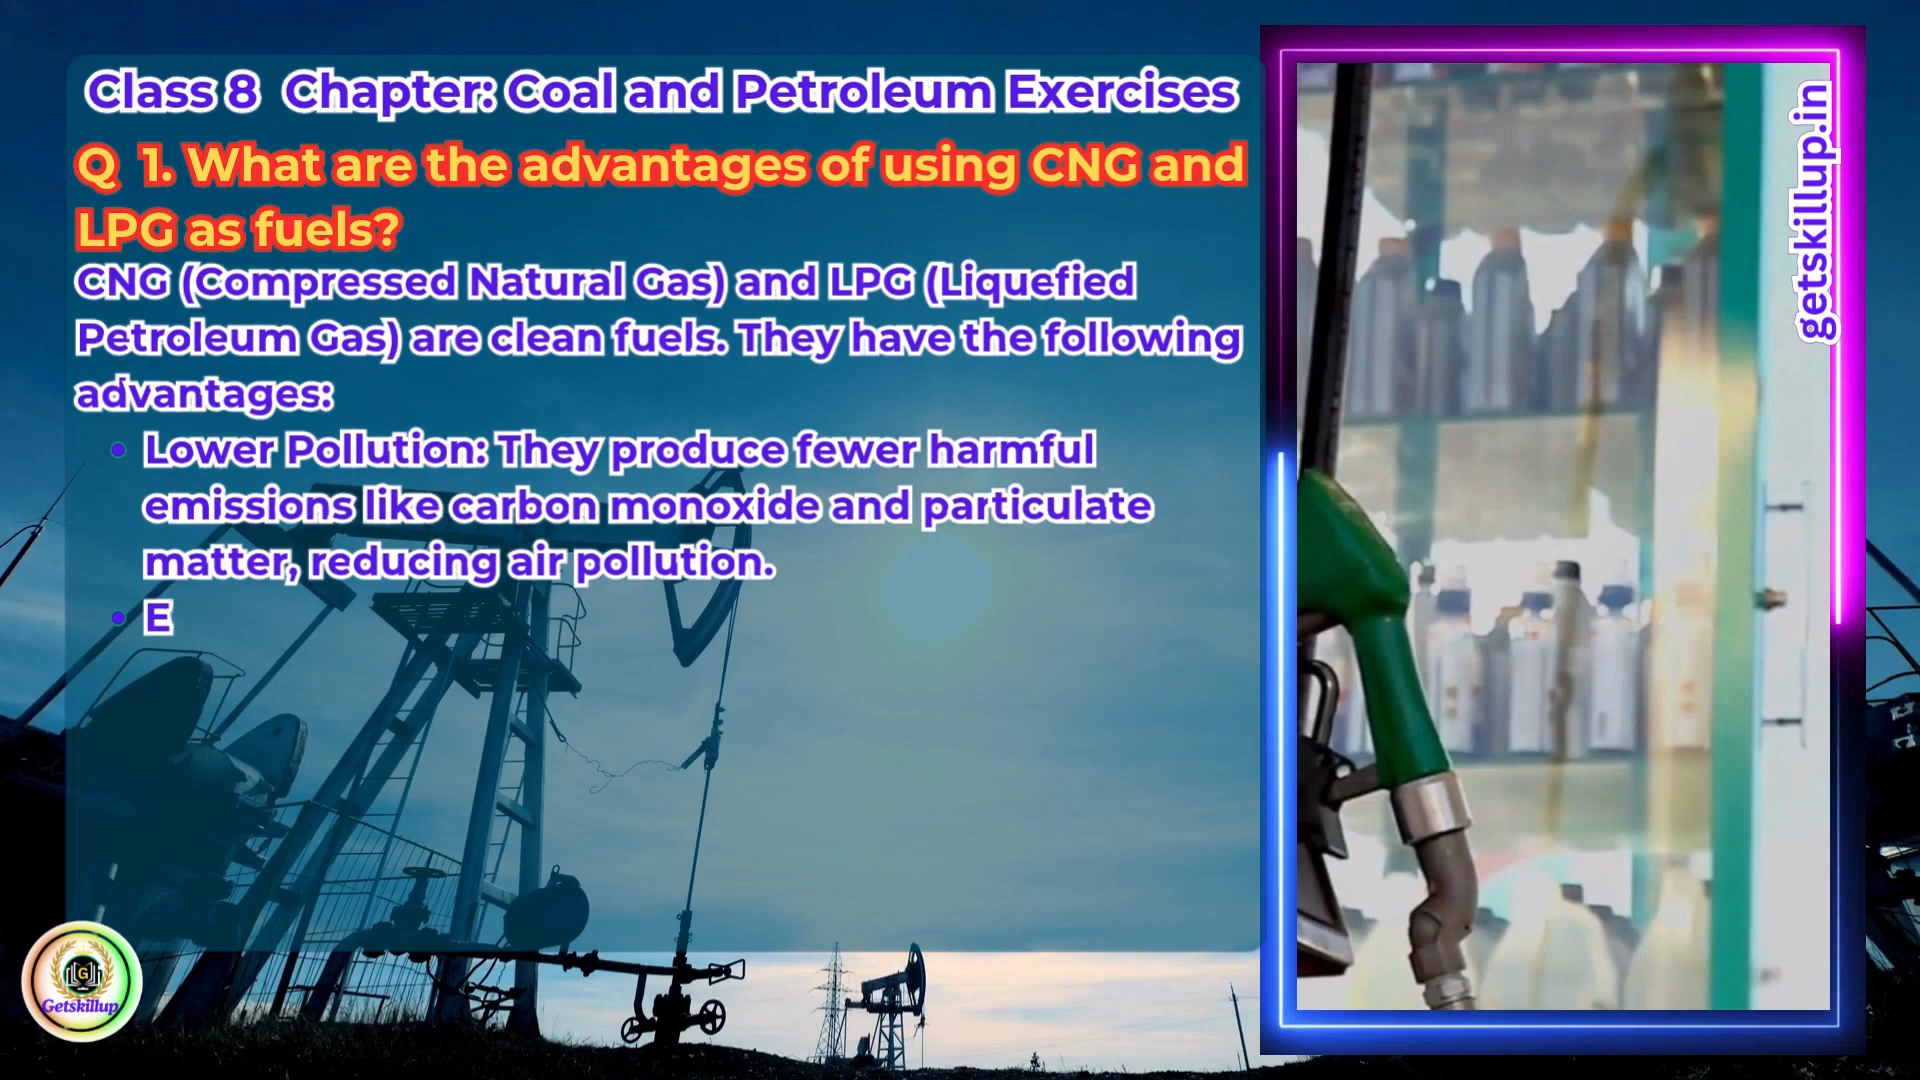 Class 8 Chapter: Coal and Petroleum Exercises
Q 1. What are the advantages of using CNG and
LPG as fuels?
CNG (Compressed Natural Gas) and LPG (Liquefied
Petroleum Gas) are clean fuels. They have the following
advantages:
• Lower Pollution: They produce fewer harmful
emissions like carbon monoxide and particulate
matter, reducing air pollution.
• E
getskillup.in
G
Getskillup